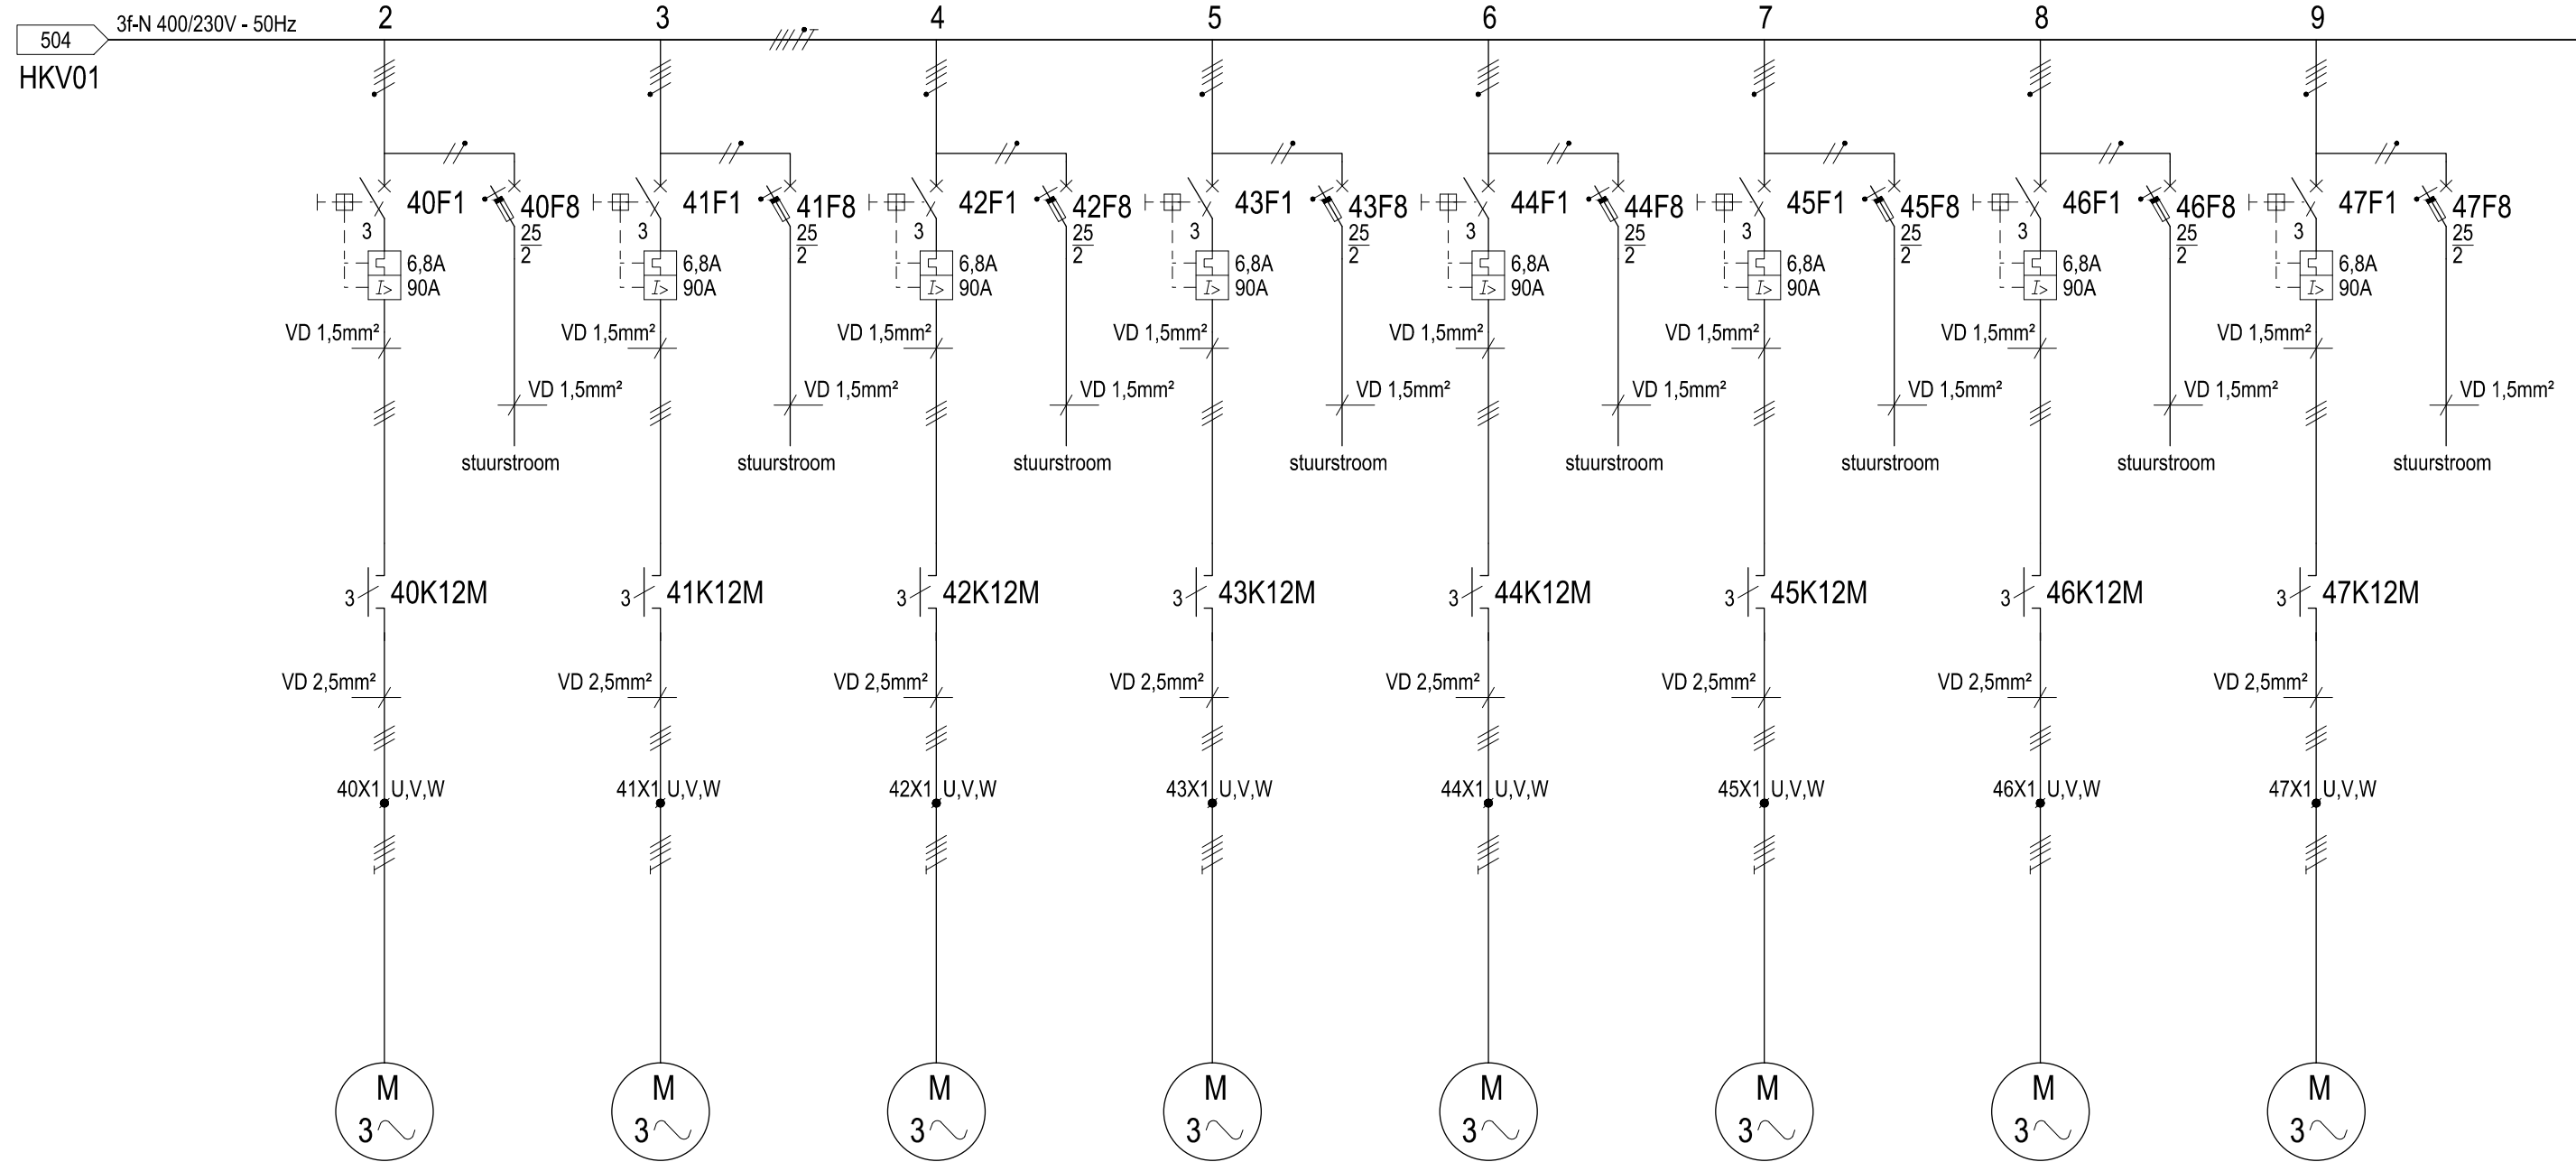 2 3 4 5 6 7 8 9
3f-N 400/230V - 50Hz
504
HKV01
40F1 40F8 41F1 41F8 42F1 42F8 43F1 43F8 44F1 44F8 45F1 45F8 46F1 46F8 47F1 47F8
3 25 3 25 3 25 3 25 3 25 3 25 3 25 3 25
2 2 2 2 2 2 2 2
6,8A 6,8A 6,8A 6,8A 6,8A 6,8A 6,8A 6,8A
I> 90A I> 90A I> 90A I> 90A I> 90A I> 90A I> 90A I> 90A
VD 1,5mm² VD 1,5mm² VD 1,5mm² VD 1,5mm² VD 1,5mm² VD 1,5mm² VD 1,5mm² VD 1,5mm²
VD 1,5mm² VD 1,5mm² VD 1,5mm² VD 1,5mm² VD 1,5mm² VD 1,5mm² VD 1,5mm² VD 1,5mm²
stuurstroom stuurstroom stuurstroom stuurstroom stuurstroom stuurstroom stuurstroom stuurstroom
3 40K12M 3 41K12M 3 42K12M 3 43K12M 3 44K12M 3 45K12M 3 46K12M 3 47K12M
VD 2,5mm² VD 2,5mm² VD 2,5mm² VD 2,5mm² VD 2,5mm² VD 2,5mm² VD 2,5mm² VD 2,5mm²
40X1 U,V,W 41X1 U,V,W 42X1 U,V,W 43X1 U,V,W 44X1 U,V,W 45X1 U,V,W 46X1 U,V,W 47X1 U,V,W
M M M M M M M M
3 3 3 3 3 3 3 3